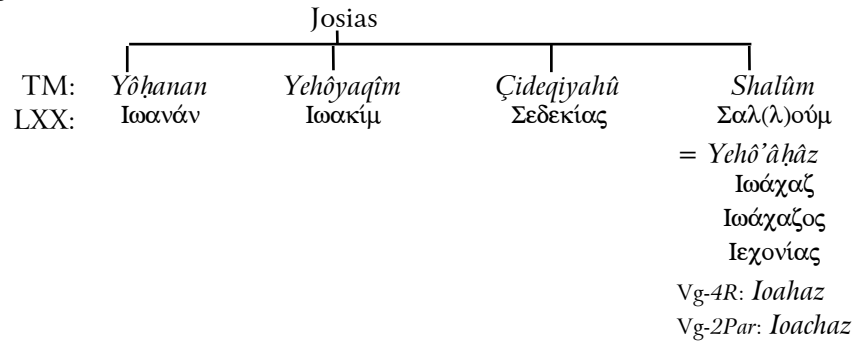 Josias
TM: Yôḥanan Yehôyaqîm Çideqiyahû Shalûm
LXX: Ιωανάν Ιωακίμ Σεδεκίας Σαλ(λ)ούμ
= Yehô’âḥâz
Ιωάχαζ
Ιωάχαζος
Ιεχονίας
Vg-4R: Ioahaz
Vg-2Par: Ioachaz